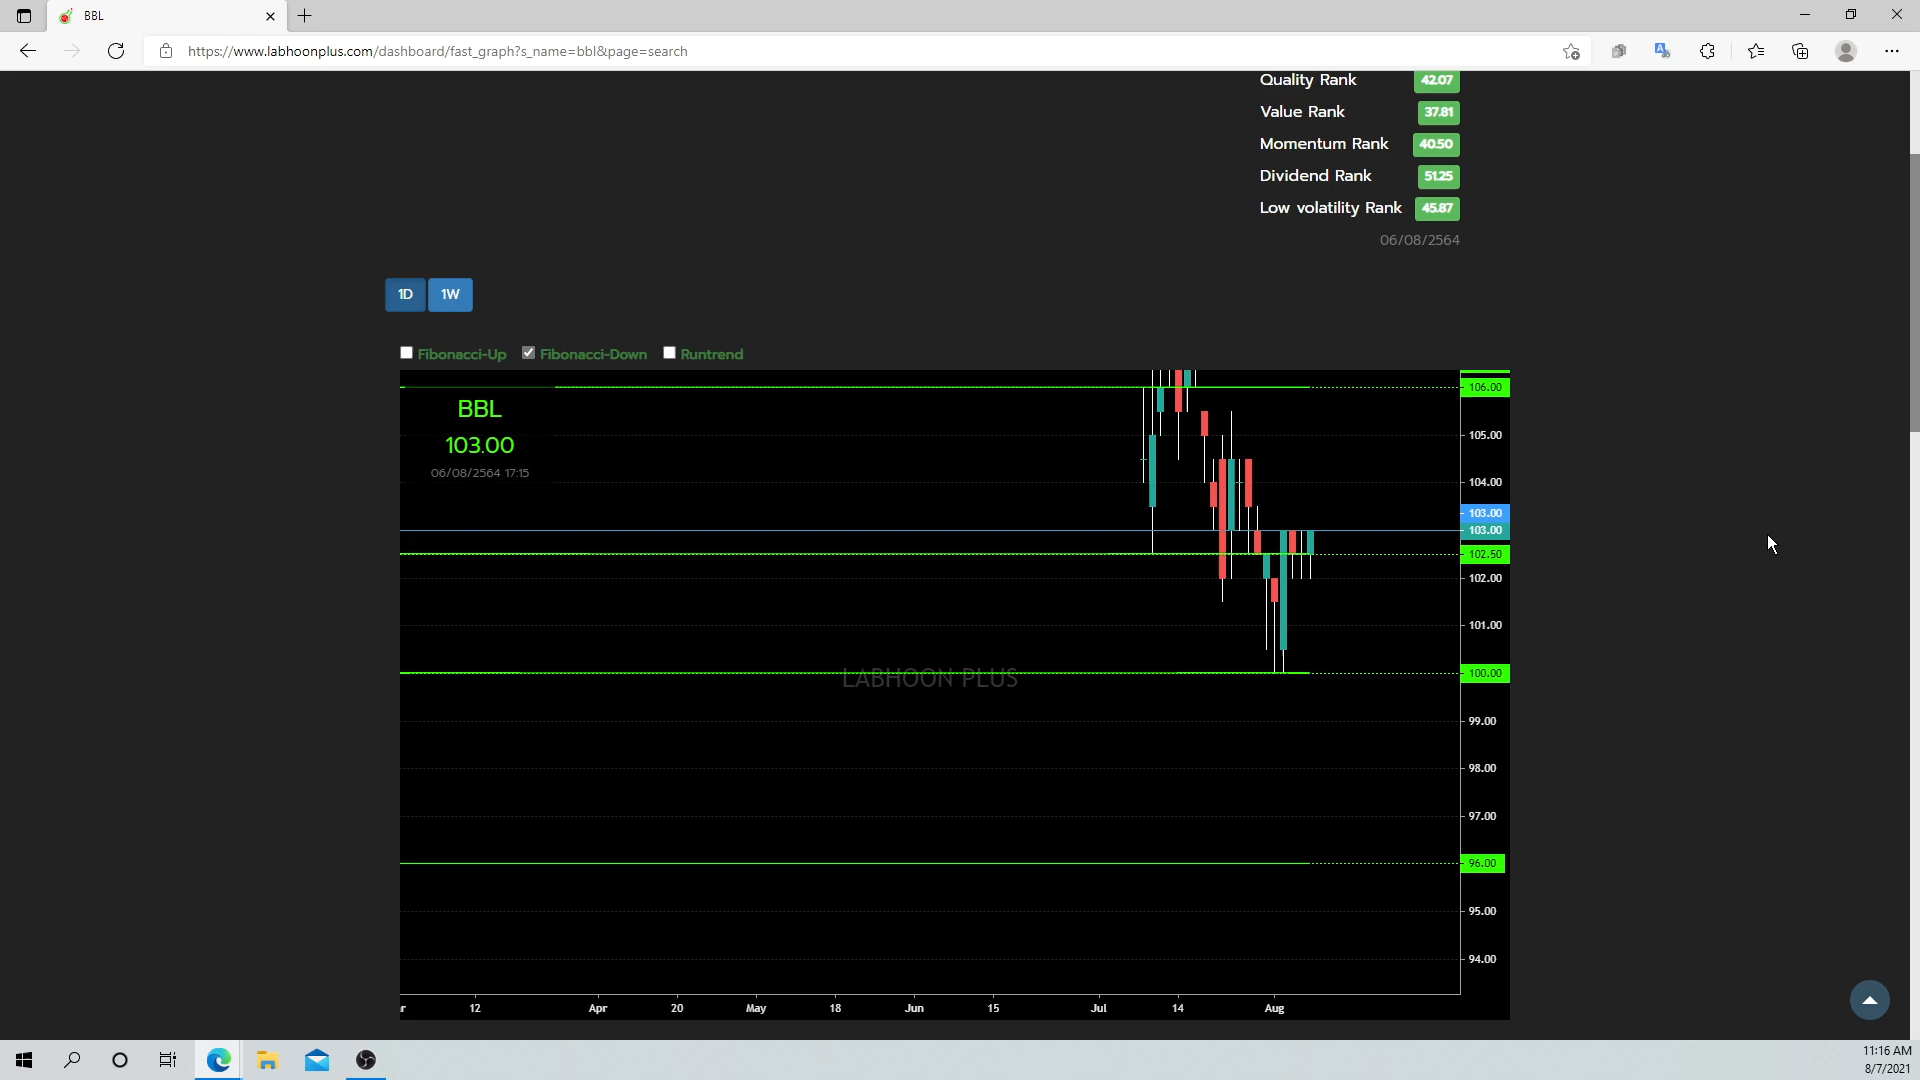 BBL
https://www.labhoonplus.com/dashboard/fast_graph?s_name=bbl&page=search
Quality Rank 42.07
Value Rank 37.81
Momentum Rank 40.50
Dividend Rank 51.25
Low volatility Rank 45.87
06/08/2564
1D 1W
Fibonacci-Up Fibonacci-Down Runtrend
106.00
BBL
105.00
103.00
06/08/2564 17:15
104.00
103.00
103.00
102.50
102.00
101.00
LABHOON PLUS
100.00
99.00
98.00
97.00
96.00
95.00
94.00
r 12 Apr 20 May 18 Jun 15 Jul 14 Aug
11:16 AM
8/7/2021